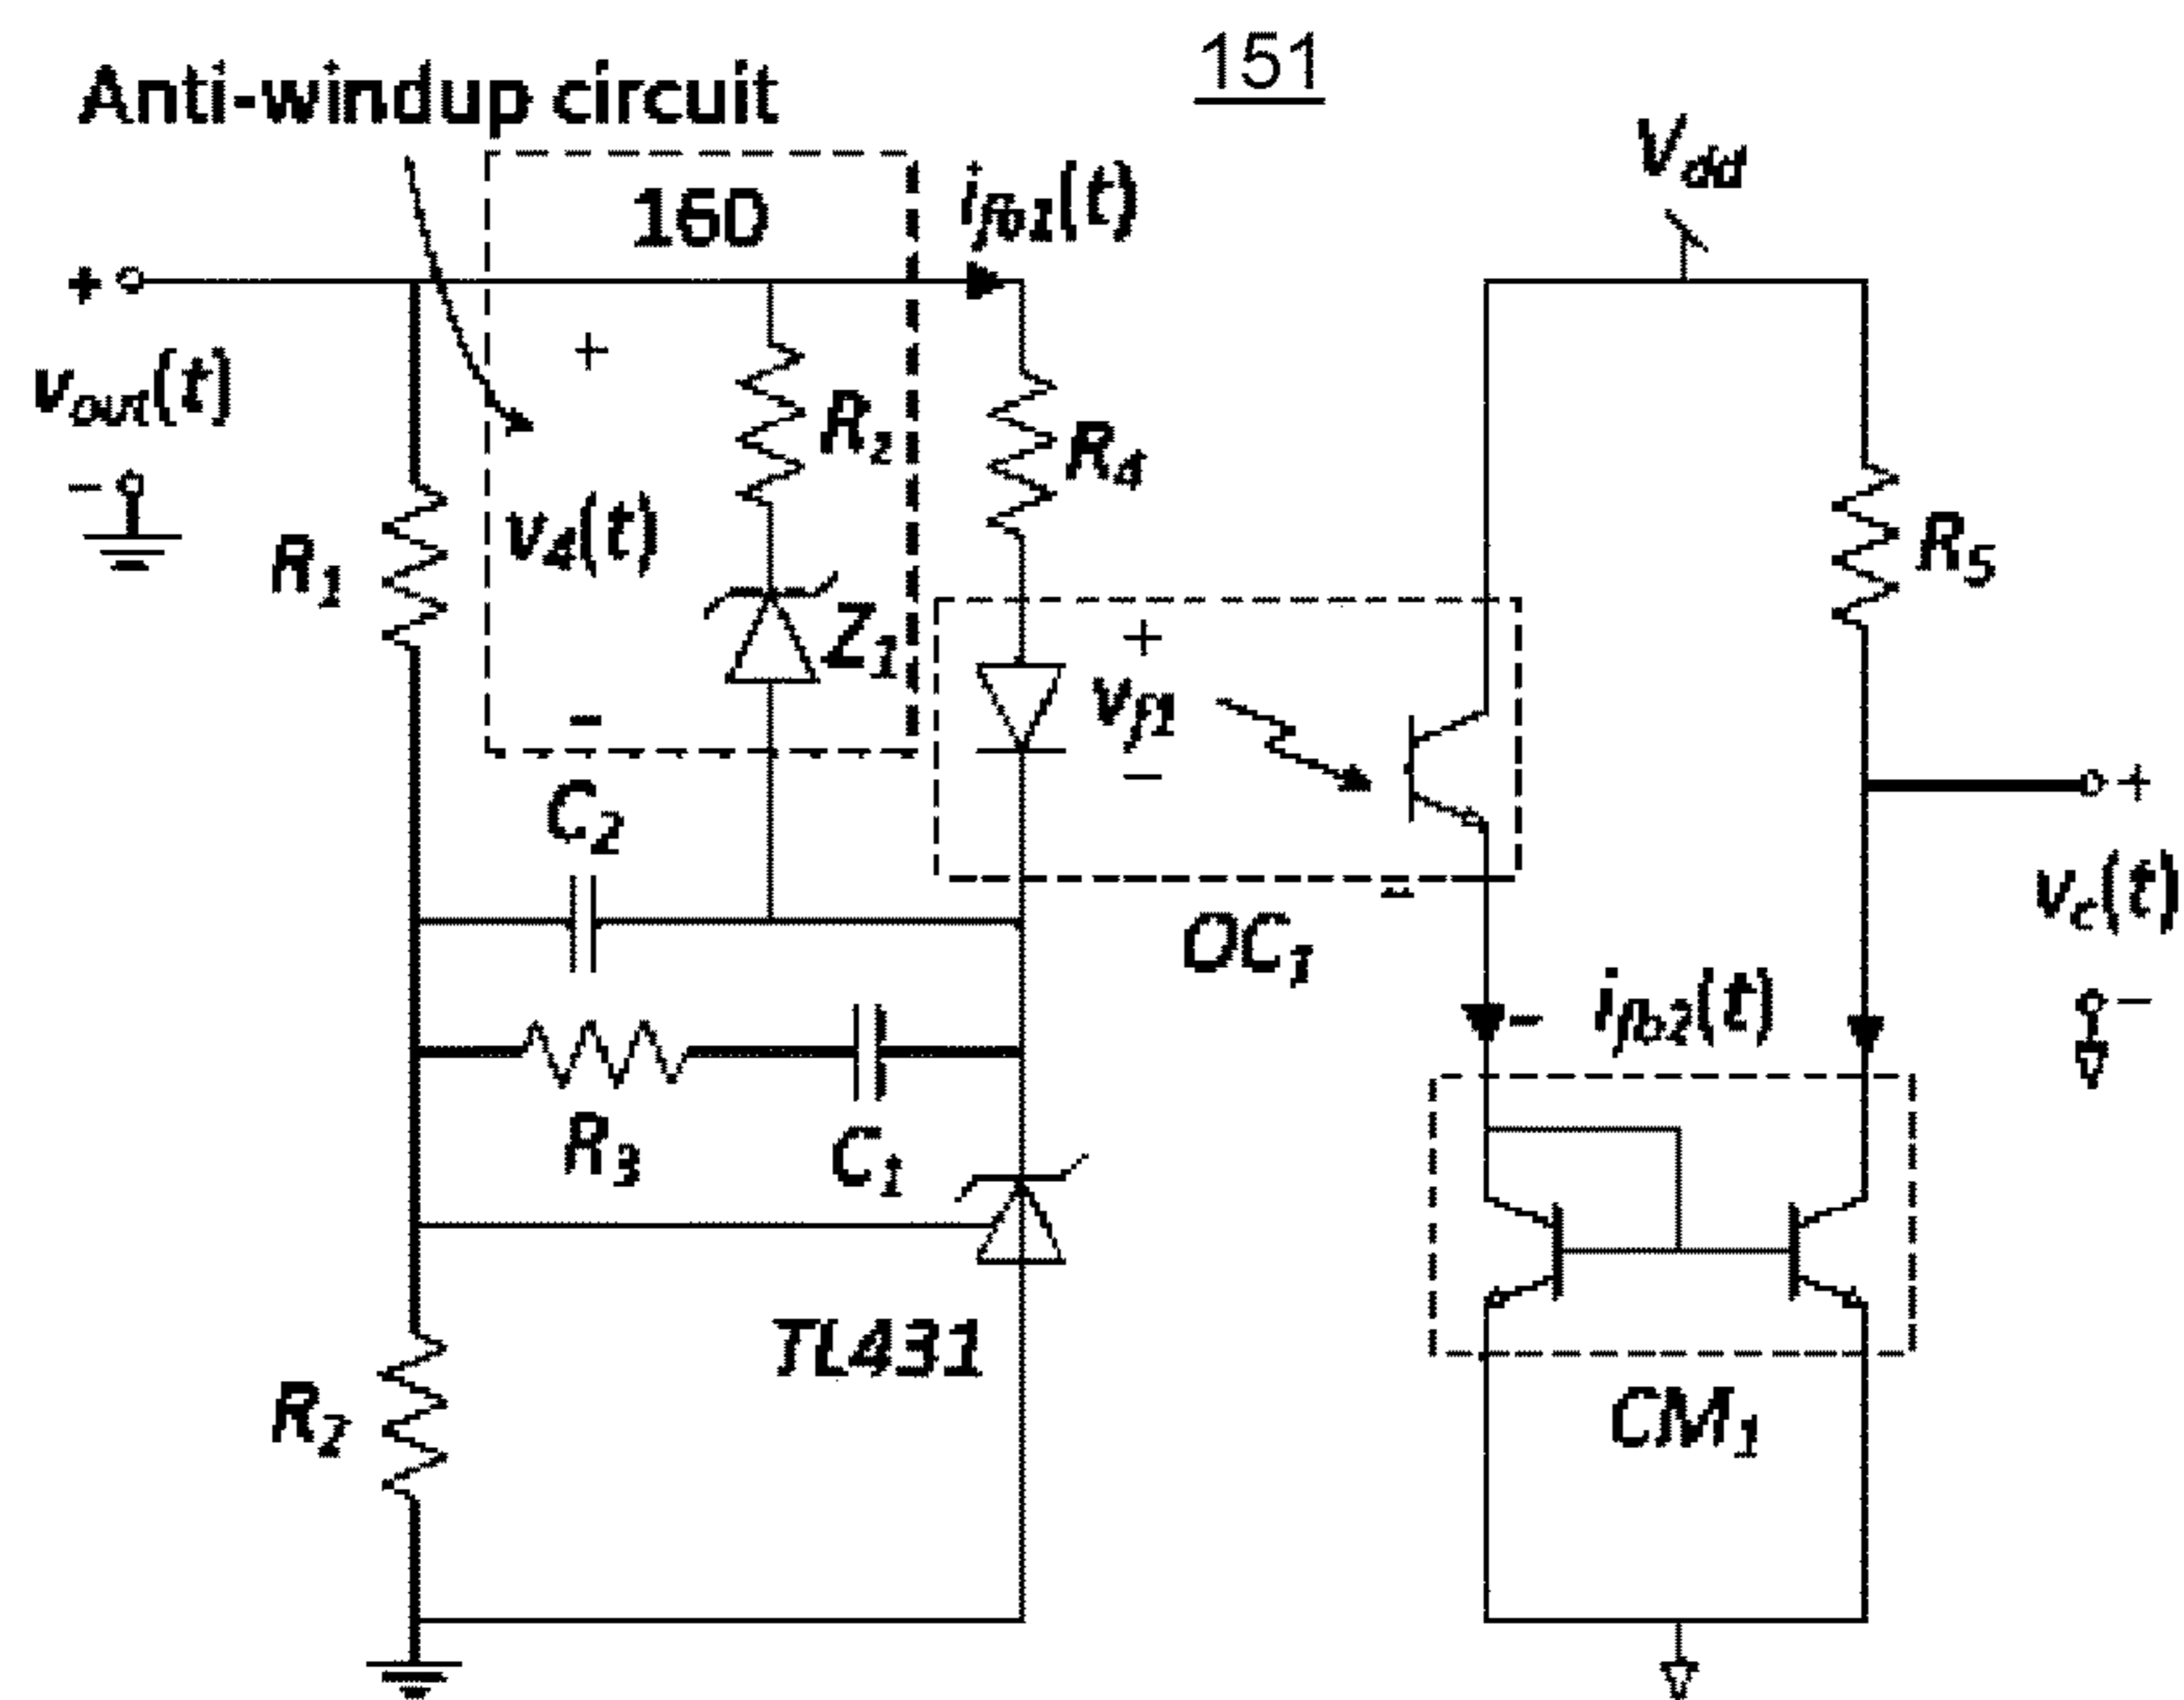 151
Anti-windup circuit
V_dd
16D
i_fb1(t)
+
+
v_out(t)
R_2
R_4
−
v_4(t)
R_1
R_5
Z_1
+
v_f1
−
−
C_2
+
v_c(t)
−
OC_1
i_fb2(t)
R_3
C_1
TL431
R_2
CM_1